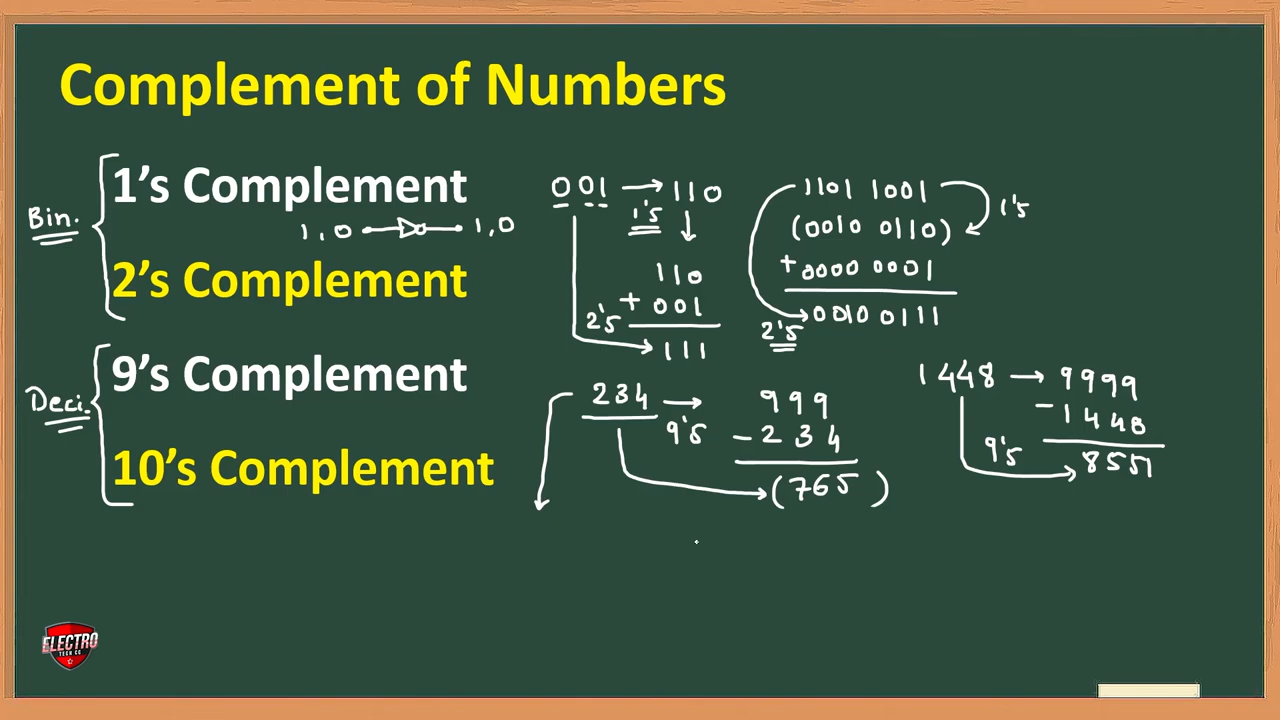 Complement of Numbers
Bin.
1's Complement
1,0 1,0
2's Complement
Deci.
9's Complement
10's Complement
001 → 110
1's
110
+ 001
2's
111
1101 1001
1's
(0010 0110)
+ 0000 0001
2's
0010 0111
234 → 999
9's
- 234
(765)
1448 → 9999
- 1448
9's
8551
ELECTRO
TECH CC